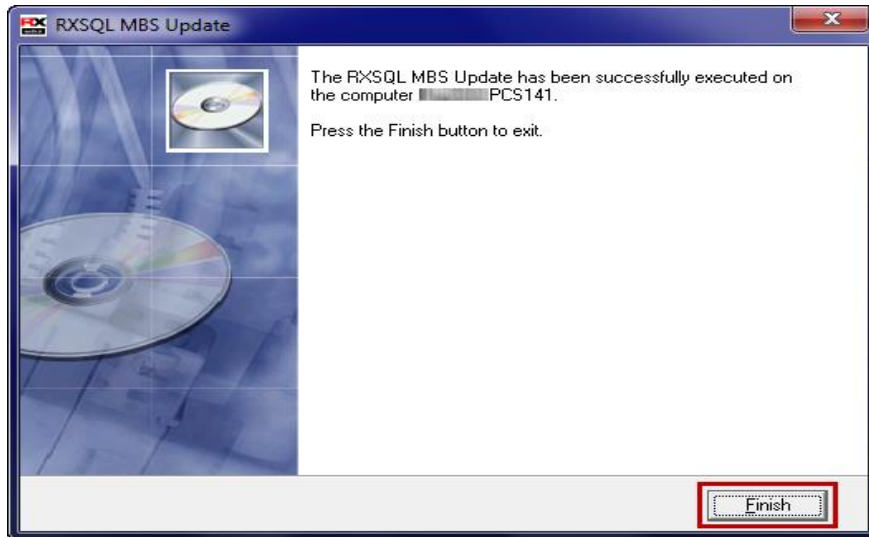 RX
RXSQL MBS Update
The RXSQL MBS Update has been successfully executed on
the computer PCS141.
Press the Finish button to exit.
Finish